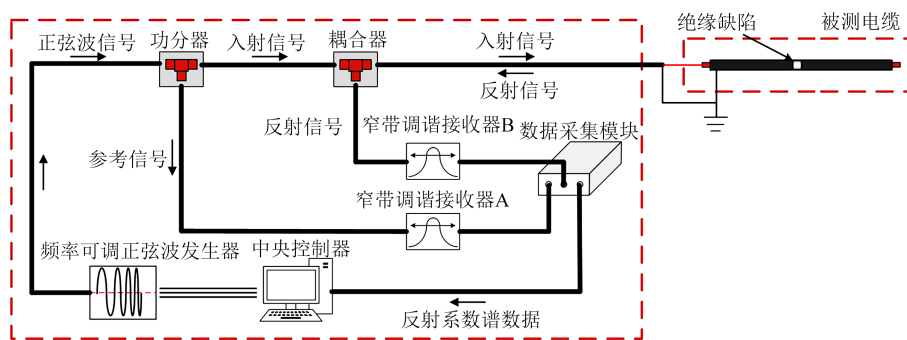 正弦波信号
功分器
入射信号
耦合器
入射信号
绝缘缺陷
被测电缆
反射信号
反射信号
窄带调谐接收器B
数据采集模块
参考信号
窄带调谐接收器A
频率可调正弦波发生器
中央控制器
反射系数谱数据